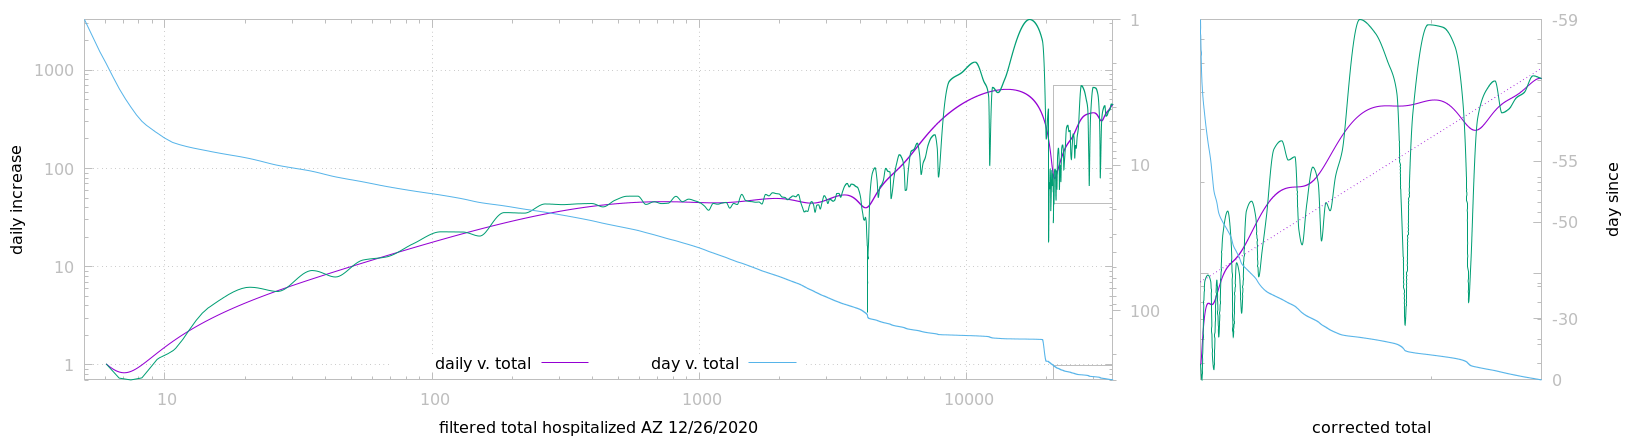 1000
100
10
1
daily increase
10
100
1000
10000
filtered total hospitalized AZ 12/26/2020
daily v. total
day v. total
1
10
100
-59
-55
-50
-30
0
day since
corrected total